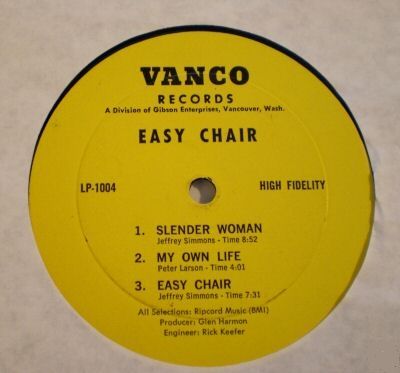 VANCO
RECORDS
A Division of Gibson Enterprises, Vancouver, Wash.
EASY CHAIR
LP-1004 HIGH FIDELITY
1. SLENDER WOMAN
Jeffrey Simmons - Time 8:52
2. MY OWN LIFE
Peter Larson - Time 4:01
3. EASY CHAIR
Jeffrey Simmons - Time 7:31
All Selections: Ripcord Music (BMI)
Producer: Glen Harmon
Engineer: Rick Keefer